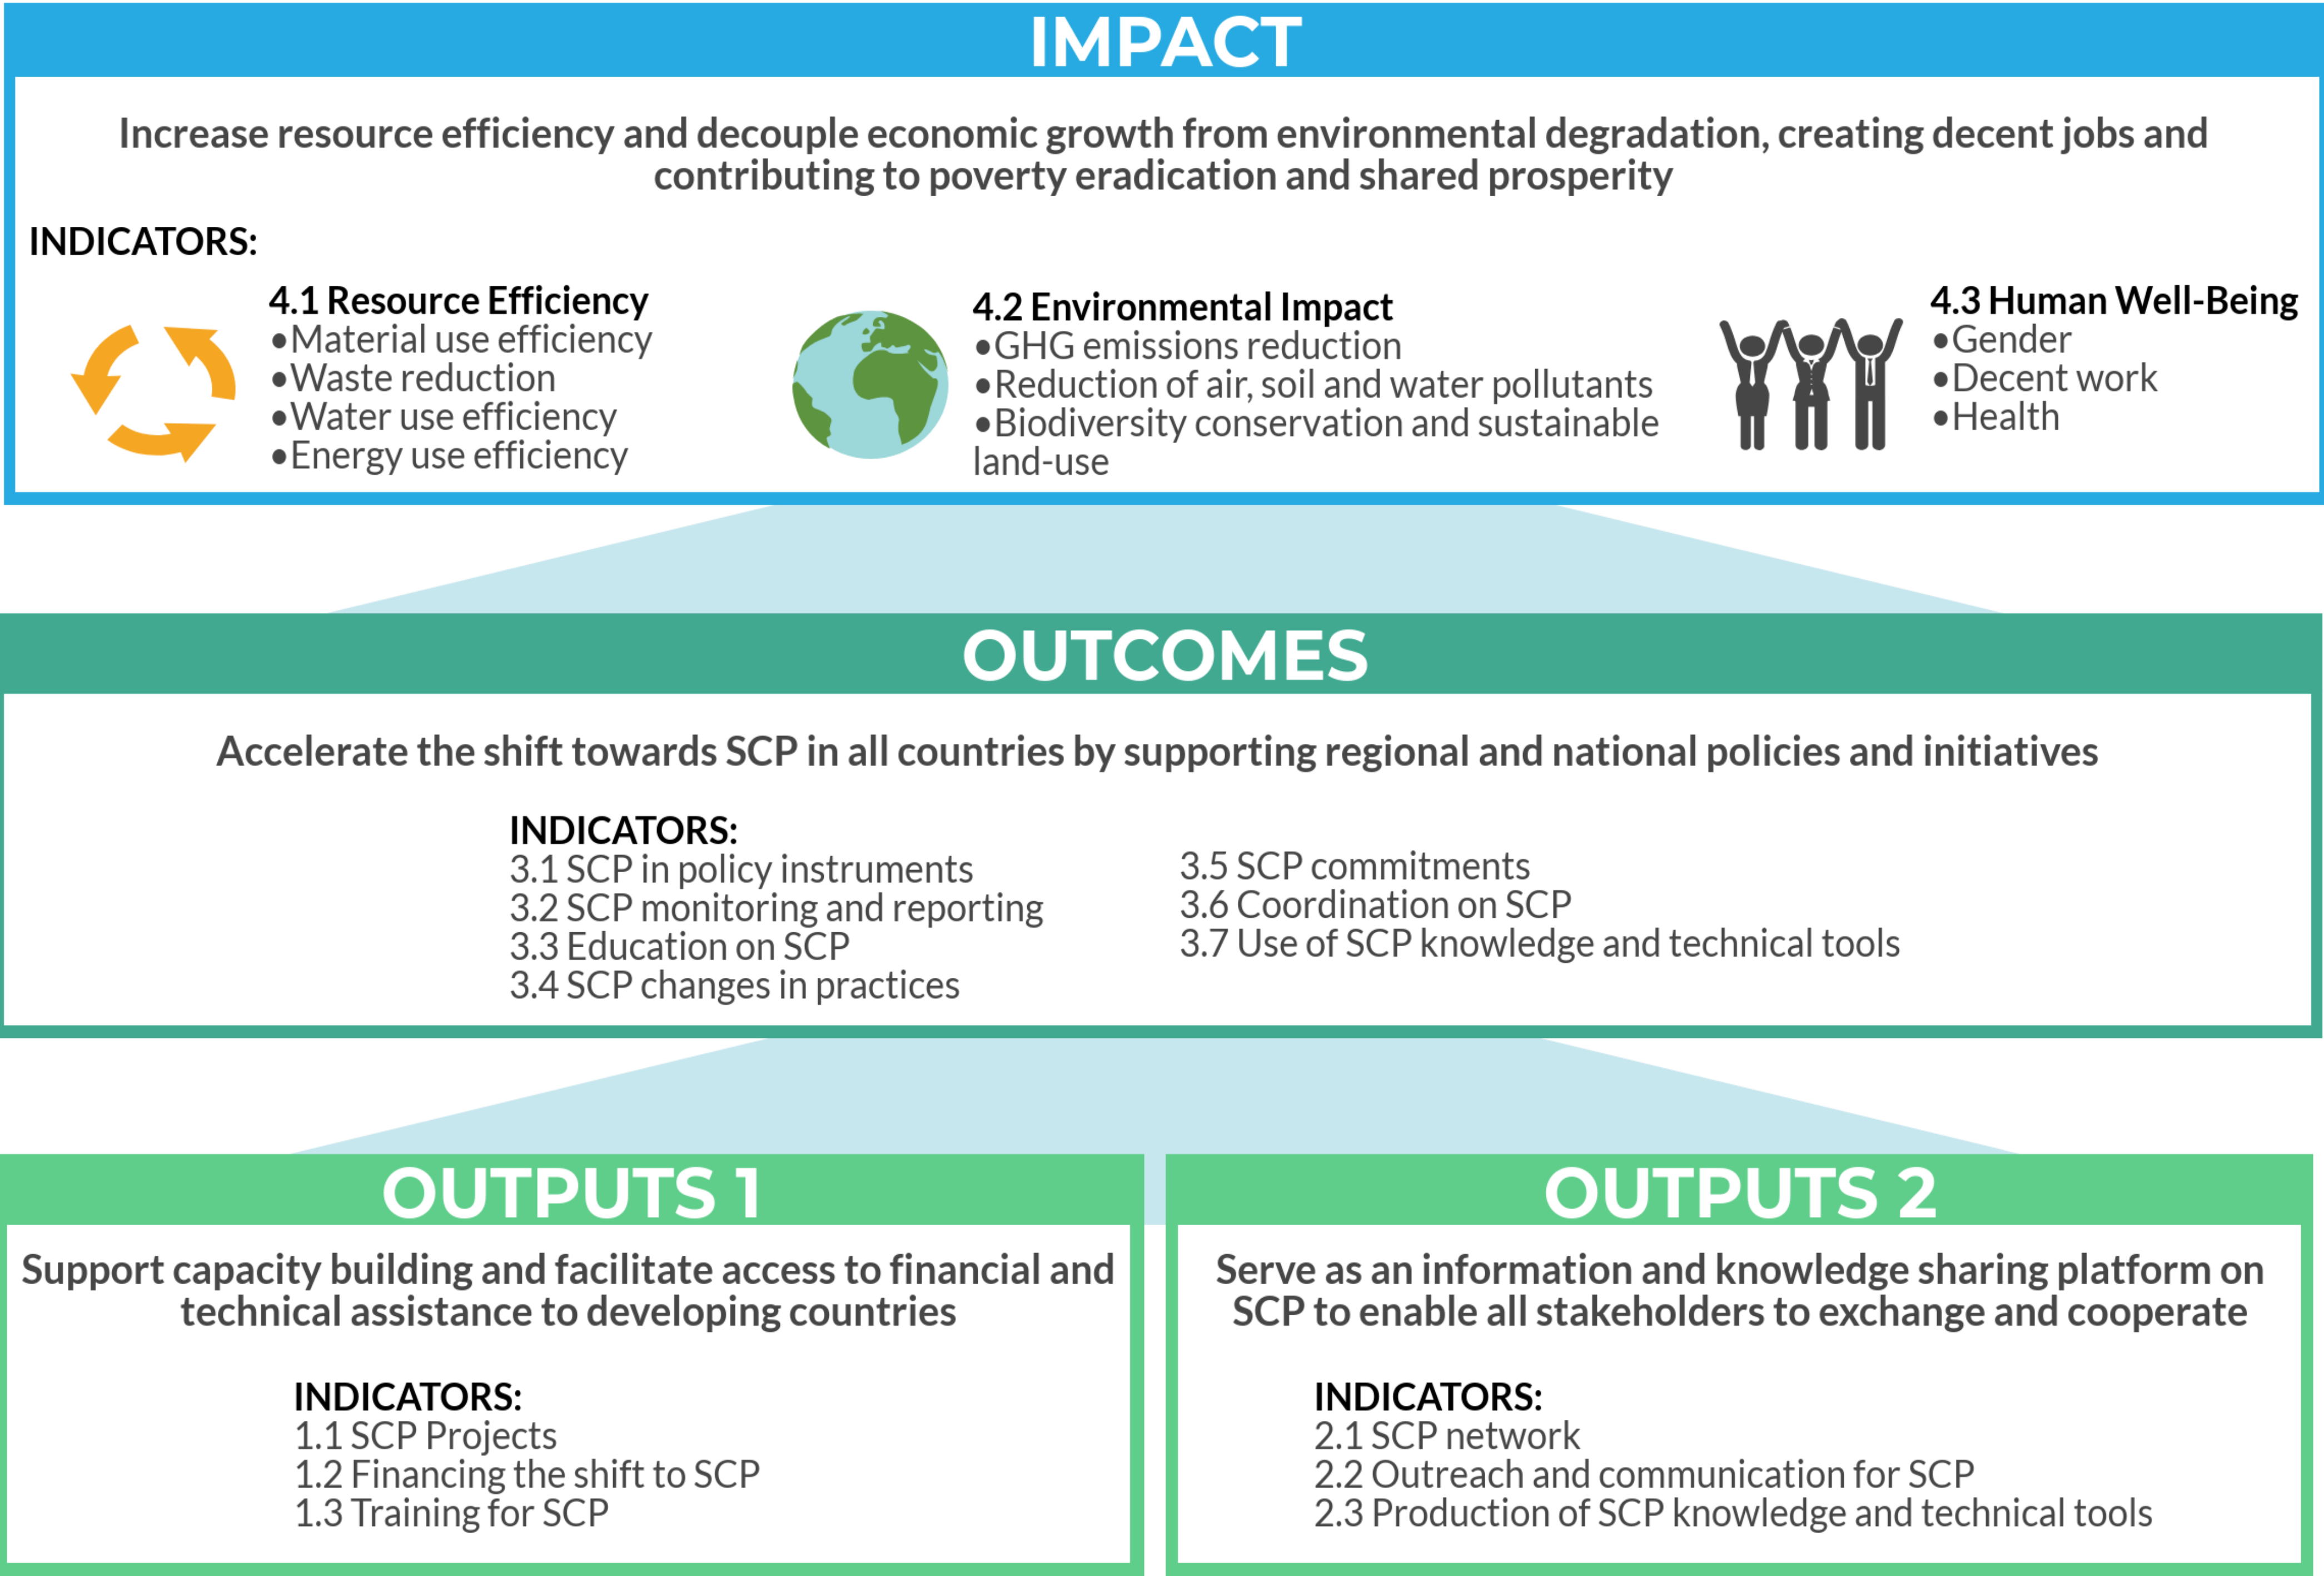 IMPACT
Increase resource efficiency and decouple economic growth from environmental degradation, creating decent jobs and
contributing to poverty eradication and shared prosperity
INDICATORS:
4.1 Resource Efficiency
•Material use efficiency
•Waste reduction
•Water use efficiency
•Energy use efficiency
4.2 Environmental Impact
•GHG emissions reduction
•Reduction of air, soil and water pollutants
•Biodiversity conservation and sustainable
land-use
4.3 Human Well-Being
•Gender
•Decent work
•Health
OUTCOMES
Accelerate the shift towards SCP in all countries by supporting regional and national policies and initiatives
INDICATORS:
3.1 SCP in policy instruments
3.2 SCP monitoring and reporting
3.3 Education on SCP
3.4 SCP changes in practices
3.5 SCP commitments
3.6 Coordination on SCP
3.7 Use of SCP knowledge and technical tools
OUTPUTS 1
Support capacity building and facilitate access to financial and
technical assistance to developing countries
INDICATORS:
1.1 SCP Projects
1.2 Financing the shift to SCP
1.3 Training for SCP
OUTPUTS 2
Serve as an information and knowledge sharing platform on
SCP to enable all stakeholders to exchange and cooperate
INDICATORS:
2.1 SCP network
2.2 Outreach and communication for SCP
2.3 Production of SCP knowledge and technical tools